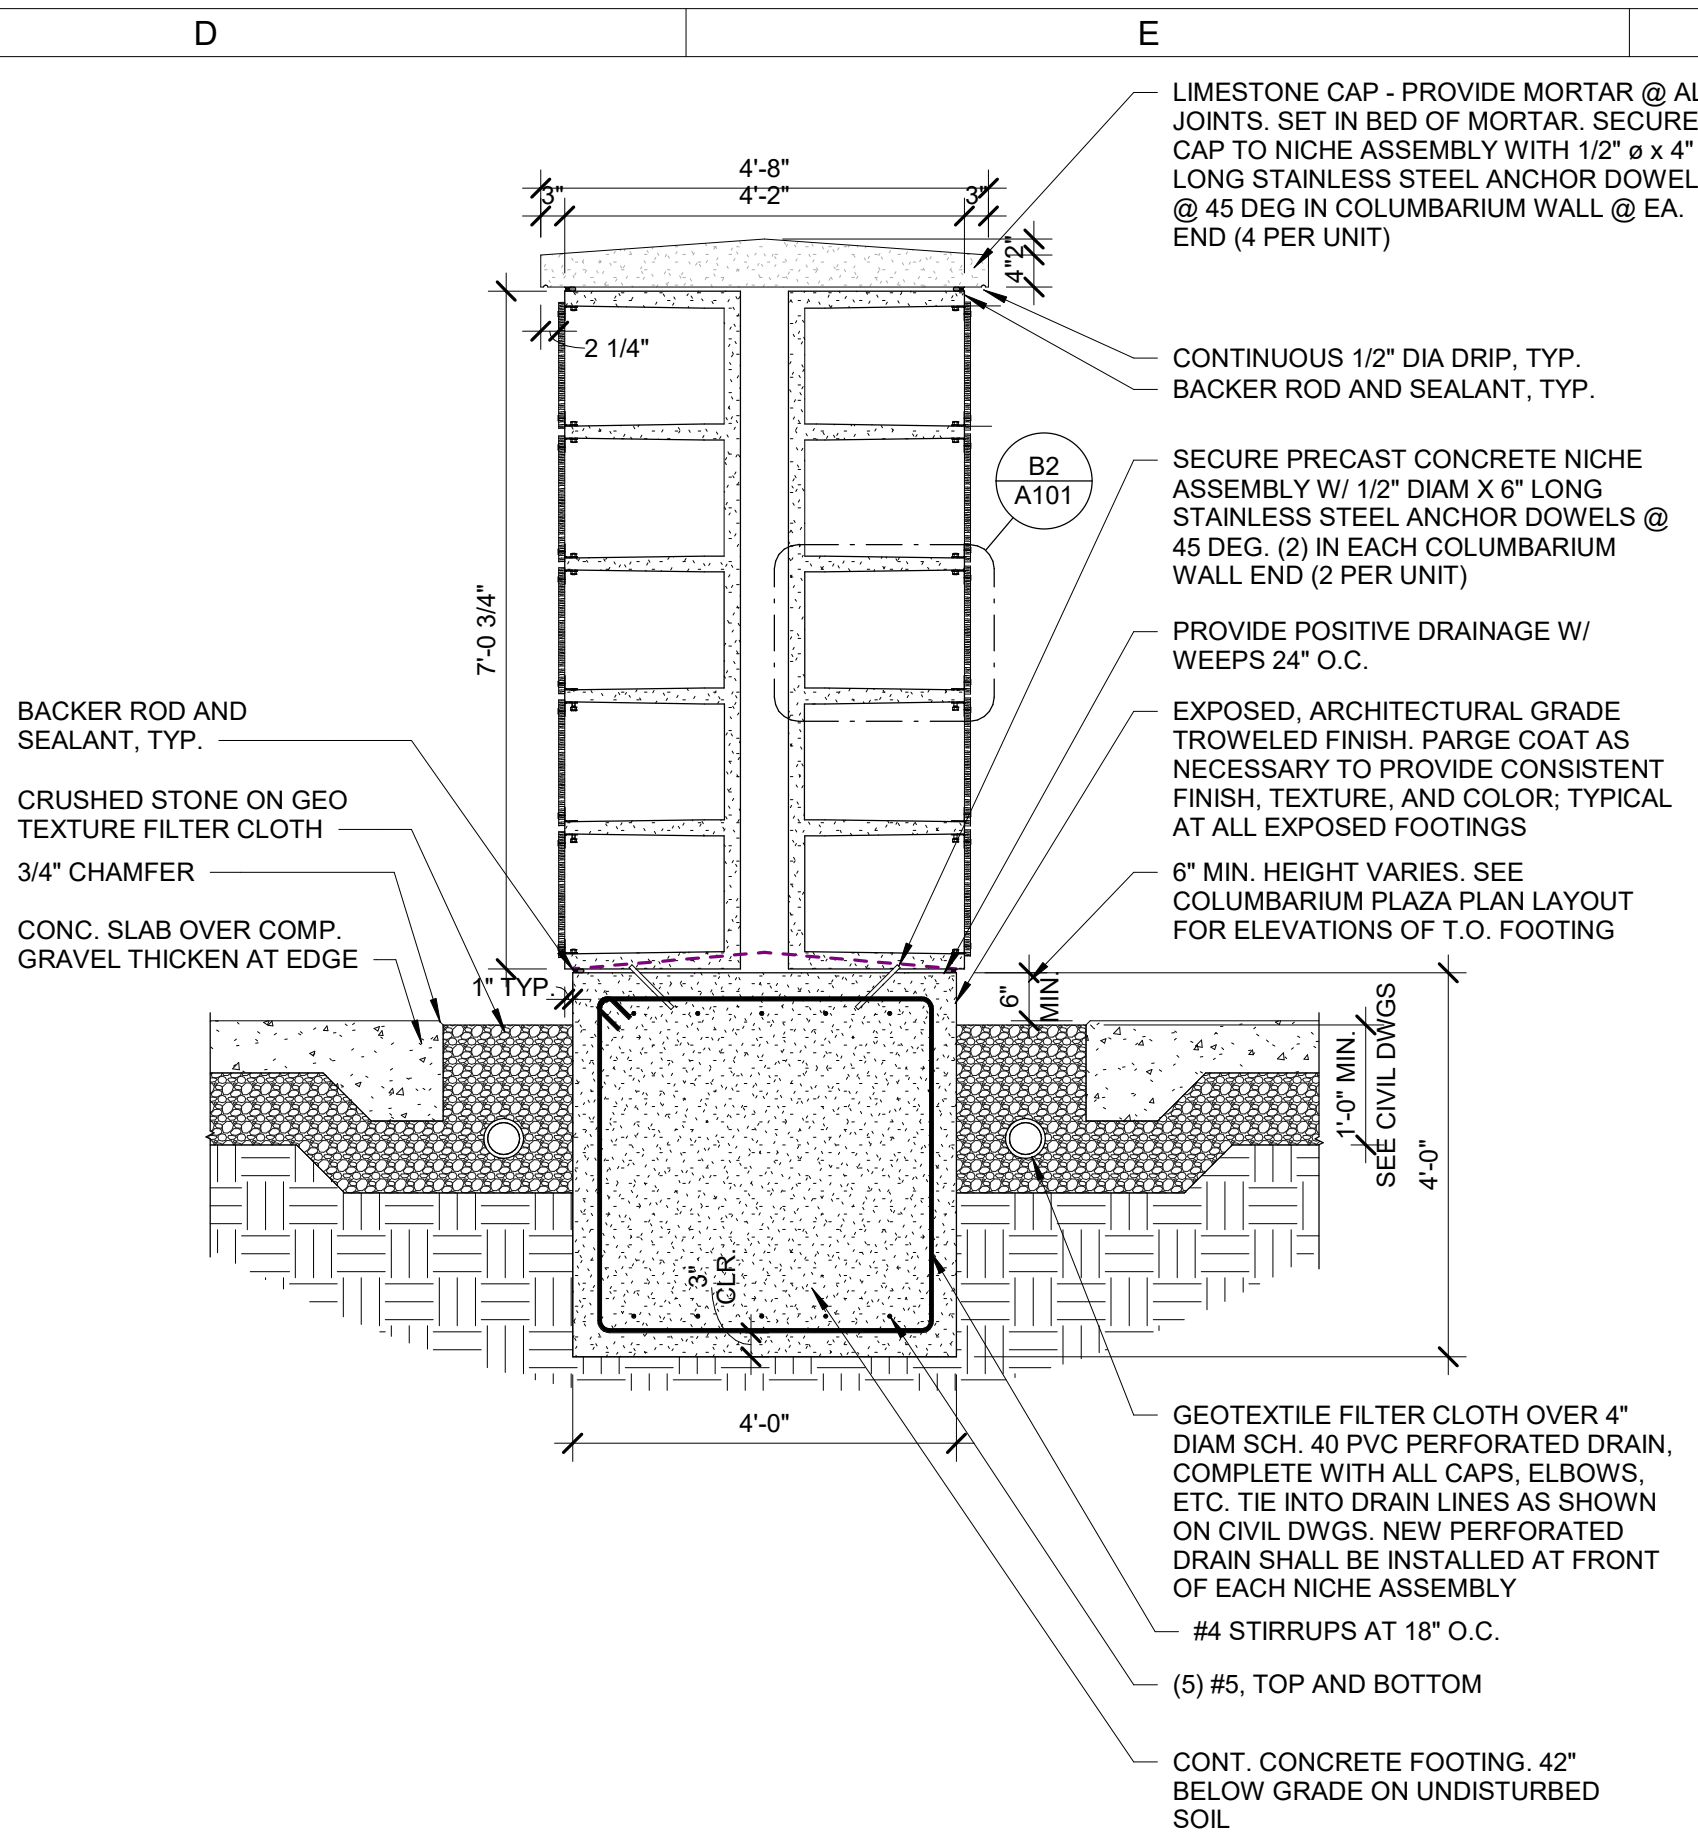 D
E
LIMESTONE CAP - PROVIDE MORTAR @
JOINTS. SET IN BED OF MORTAR. SECURE
CAP TO NICHE ASSEMBLY WITH 1/2" ø x 4"
LONG STAINLESS STEEL ANCHOR DOWEL
@ 45 DEG IN COLUMBARIUM WALL @ EA.
END (4 PER UNIT)
4'-8"
3"
4'-2"
3"
2"
4"
2 1/4"
CONTINUOUS 1/2" DIA DRIP, TYP.
BACKER ROD AND SEALANT, TYP.
B2
A101
SECURE PRECAST CONCRETE NICHE
ASSEMBLY W/ 1/2" DIAM X 6" LONG
STAINLESS STEEL ANCHOR DOWELS @
45 DEG. (2) IN EACH COLUMBARIUM
WALL END (2 PER UNIT)
7'-0 3/4"
PROVIDE POSITIVE DRAINAGE W/
WEEPS 24" O.C.
EXPOSED, ARCHITECTURAL GRADE
TROWELED FINISH. PARGE COAT AS
NECESSARY TO PROVIDE CONSISTENT
FINISH, TEXTURE, AND COLOR; TYPICAL
AT ALL EXPOSED FOOTINGS
BACKER ROD AND
SEALANT, TYP.
CRUSHED STONE ON GEO
TEXTURE FILTER CLOTH
3/4" CHAMFER
CONC. SLAB OVER COMP.
GRAVEL THICKEN AT EDGE
6" MIN. HEIGHT VARIES. SEE
COLUMBARIUM PLAZA PLAN LAYOUT
FOR ELEVATIONS OF T.O. FOOTING
1" TYP.
6"
MIN.
1'-0" MIN.
SEE CIVIL DWGS
4'-0"
3"
CLR.
4'-0"
GEOTEXTILE FILTER CLOTH OVER 4"
DIAM SCH. 40 PVC PERFORATED DRAIN,
COMPLETE WITH ALL CAPS, ELBOWS,
ETC. TIE INTO DRAIN LINES AS SHOWN
ON CIVIL DWGS. NEW PERFORATED
DRAIN SHALL BE INSTALLED AT FRONT
OF EACH NICHE ASSEMBLY
#4 STIRRUPS AT 18" O.C.
(5) #5, TOP AND BOTTOM
CONT. CONCRETE FOOTING. 42"
BELOW GRADE ON UNDISTURBED
SOIL